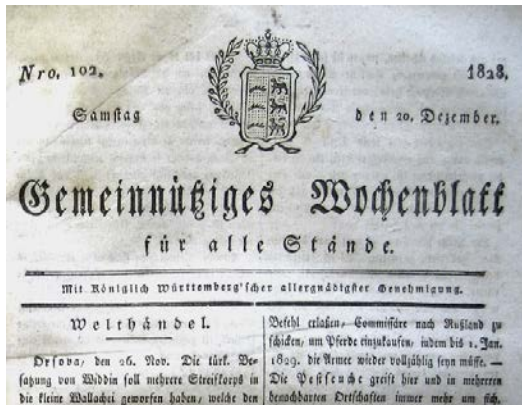 Nro. 102.
1828.
Samstag
den 20. Dezember.
Gemeinnütziges Wochenblatt
für alle Stände.
Mit Königlich Württemberg'scher allergnädigster Genehmigung.
Welthändel.
Orsova, den 26. Nov. Die türk. Be-
satzung von Widdin soll mehrere Streifkorps in
die kleine Wallachei geworfen haben, welche den
Befehl erlaßen, Commissäre nach Rußland zu
schicken, um Pferde einzukaufen, indem bis 1. Jan.
1829. die Armee wieder vollzählig seyn müsse. —
Die Pestseuche greift hier und in mehreren
benachbarten Ortschaften immer mehr um sich,